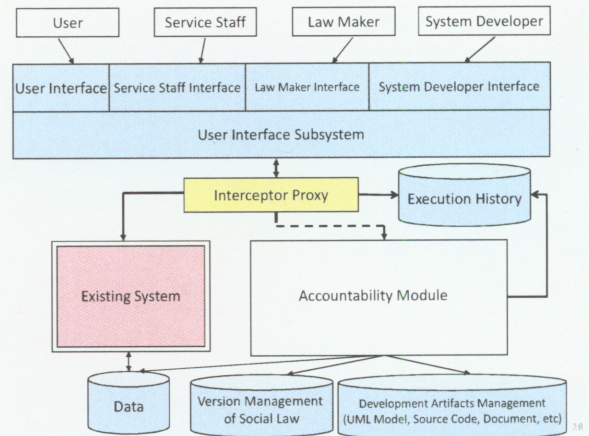 User
Service Staff
Law Maker
System Developer
User Interface
Service Staff Interface
Law Maker Interface
System Developer Interface
User Interface Subsystem
Interceptor Proxy
Execution History
Existing System
Accountability Module
Data
Version Management
of Social Law
Development Artifacts Management
(UML Model, Source Code, Document, etc)
28